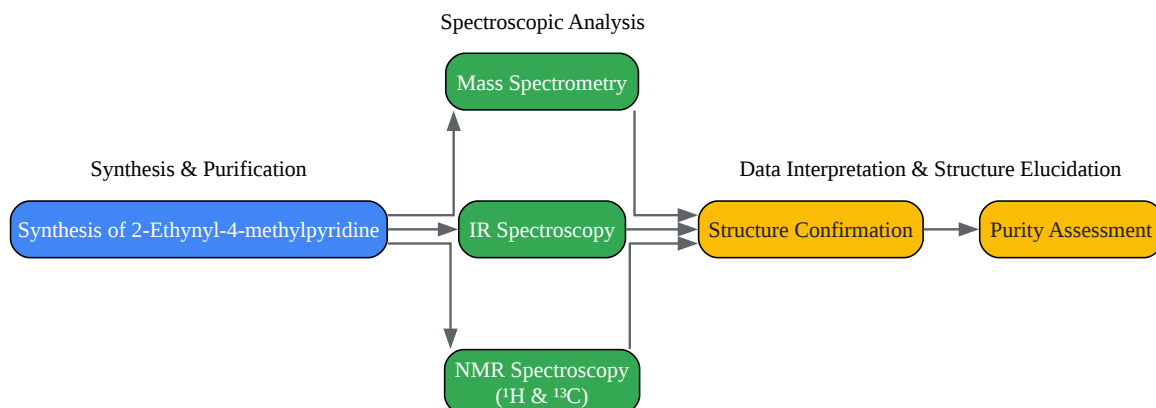 Spectroscopic Analysis
Mass Spectrometry
Synthesis & Purification
Data Interpretation & Structure Elucidation
Synthesis of 2-Ethynyl-4-methylpyridine
IR Spectroscopy
Structure Confirmation
Purity Assessment
NMR Spectroscopy
(¹H & ¹³C)